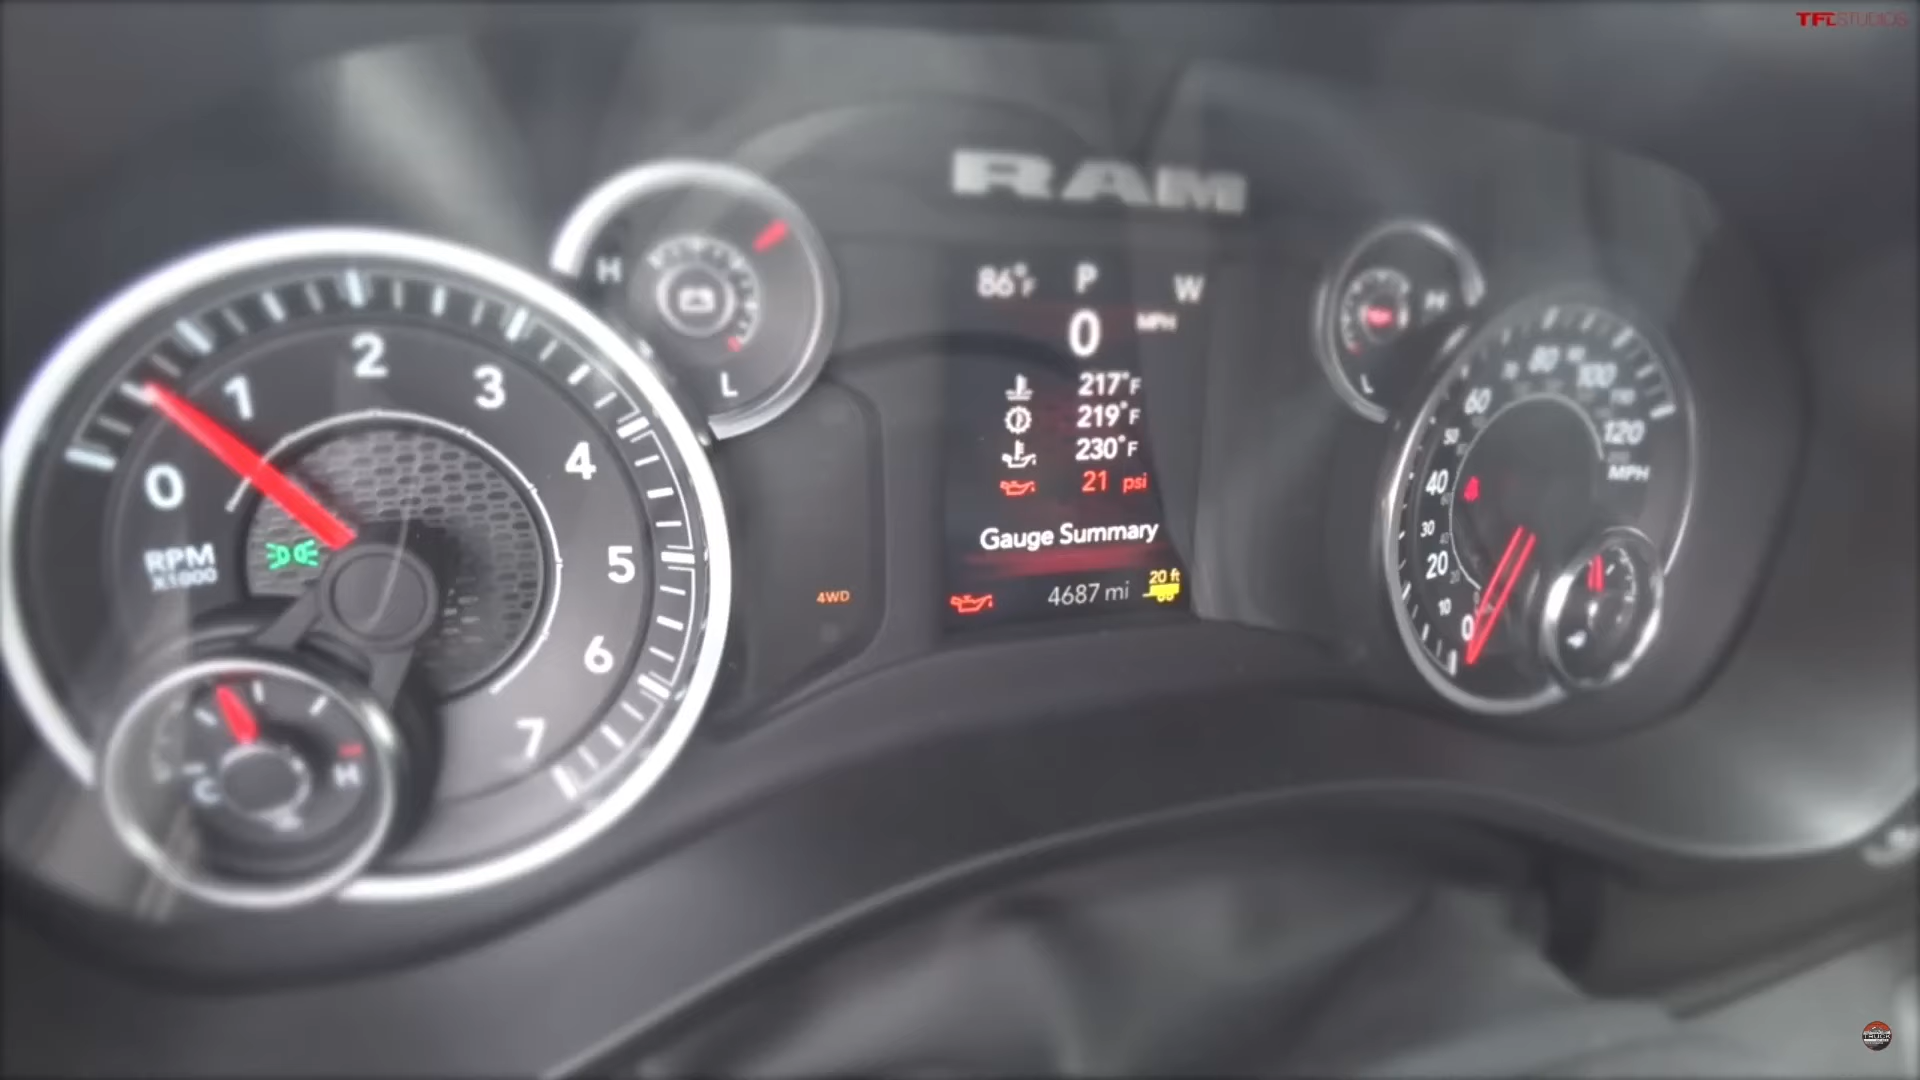 TFLSTUDIOS
RAM
86°F P W
0 MPH
217°F
219°F
230°F
21 psi
Gauge Summary
4687 mi
20 ft
4WD
0 1 2 3 4 5 6 7
RPM
X1000
H
L
C H
H
L
0 10 20 30 40 50 60 80 100 120
MPH
TRUCK